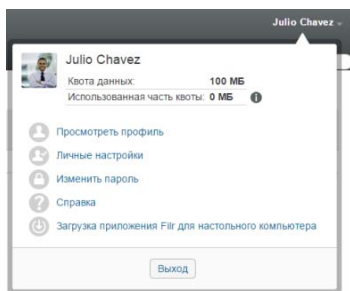 Julio Chavez
Julio Chavez
Квота данных: 100 МБ
Использованная часть квоты: 0 МБ
Просмотреть профиль
Личные настройки
Изменить пароль
Справка
Загрузка приложения Filr для настольного компьютера
Выход